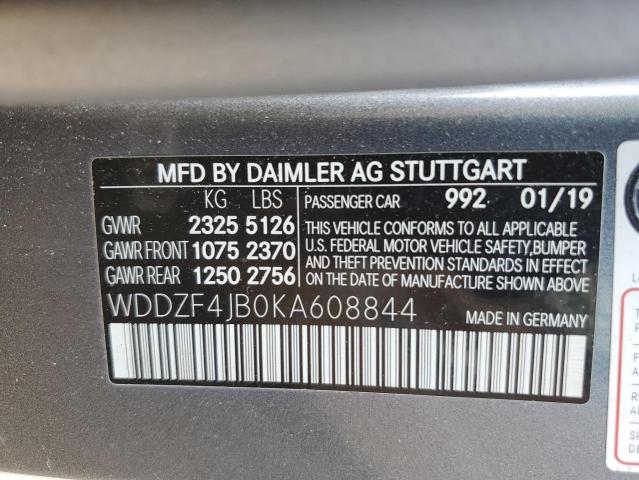 MFD BY DAIMLER AG STUTTGART
KG LBS
GVWR 2325 5126
GAWR FRONT 1075 2370
GAWR REAR 1250 2756
PASSENGER CAR 992 01/19
THIS VEHICLE CONFORMS TO ALL APPLICABLE
U.S. FEDERAL MOTOR VEHICLE SAFETY,BUMPER
AND THEFT PREVENTION STANDARDS IN EFFECT
ON THE DATE OF MANUFACTURE SHOWN ABOVE
WDDZF4JB0KA608844
MADE IN GERMANY